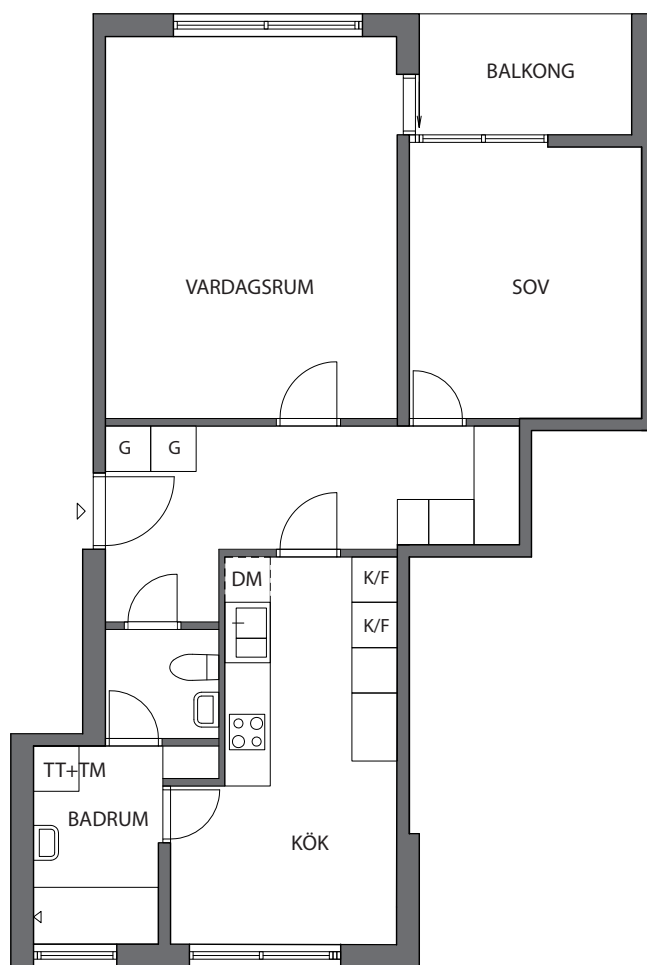 BALKONG
VARDAGSRUM
SOV
G
G
DM
K/F
K/F
TT+TM
BADRUM
KÖK